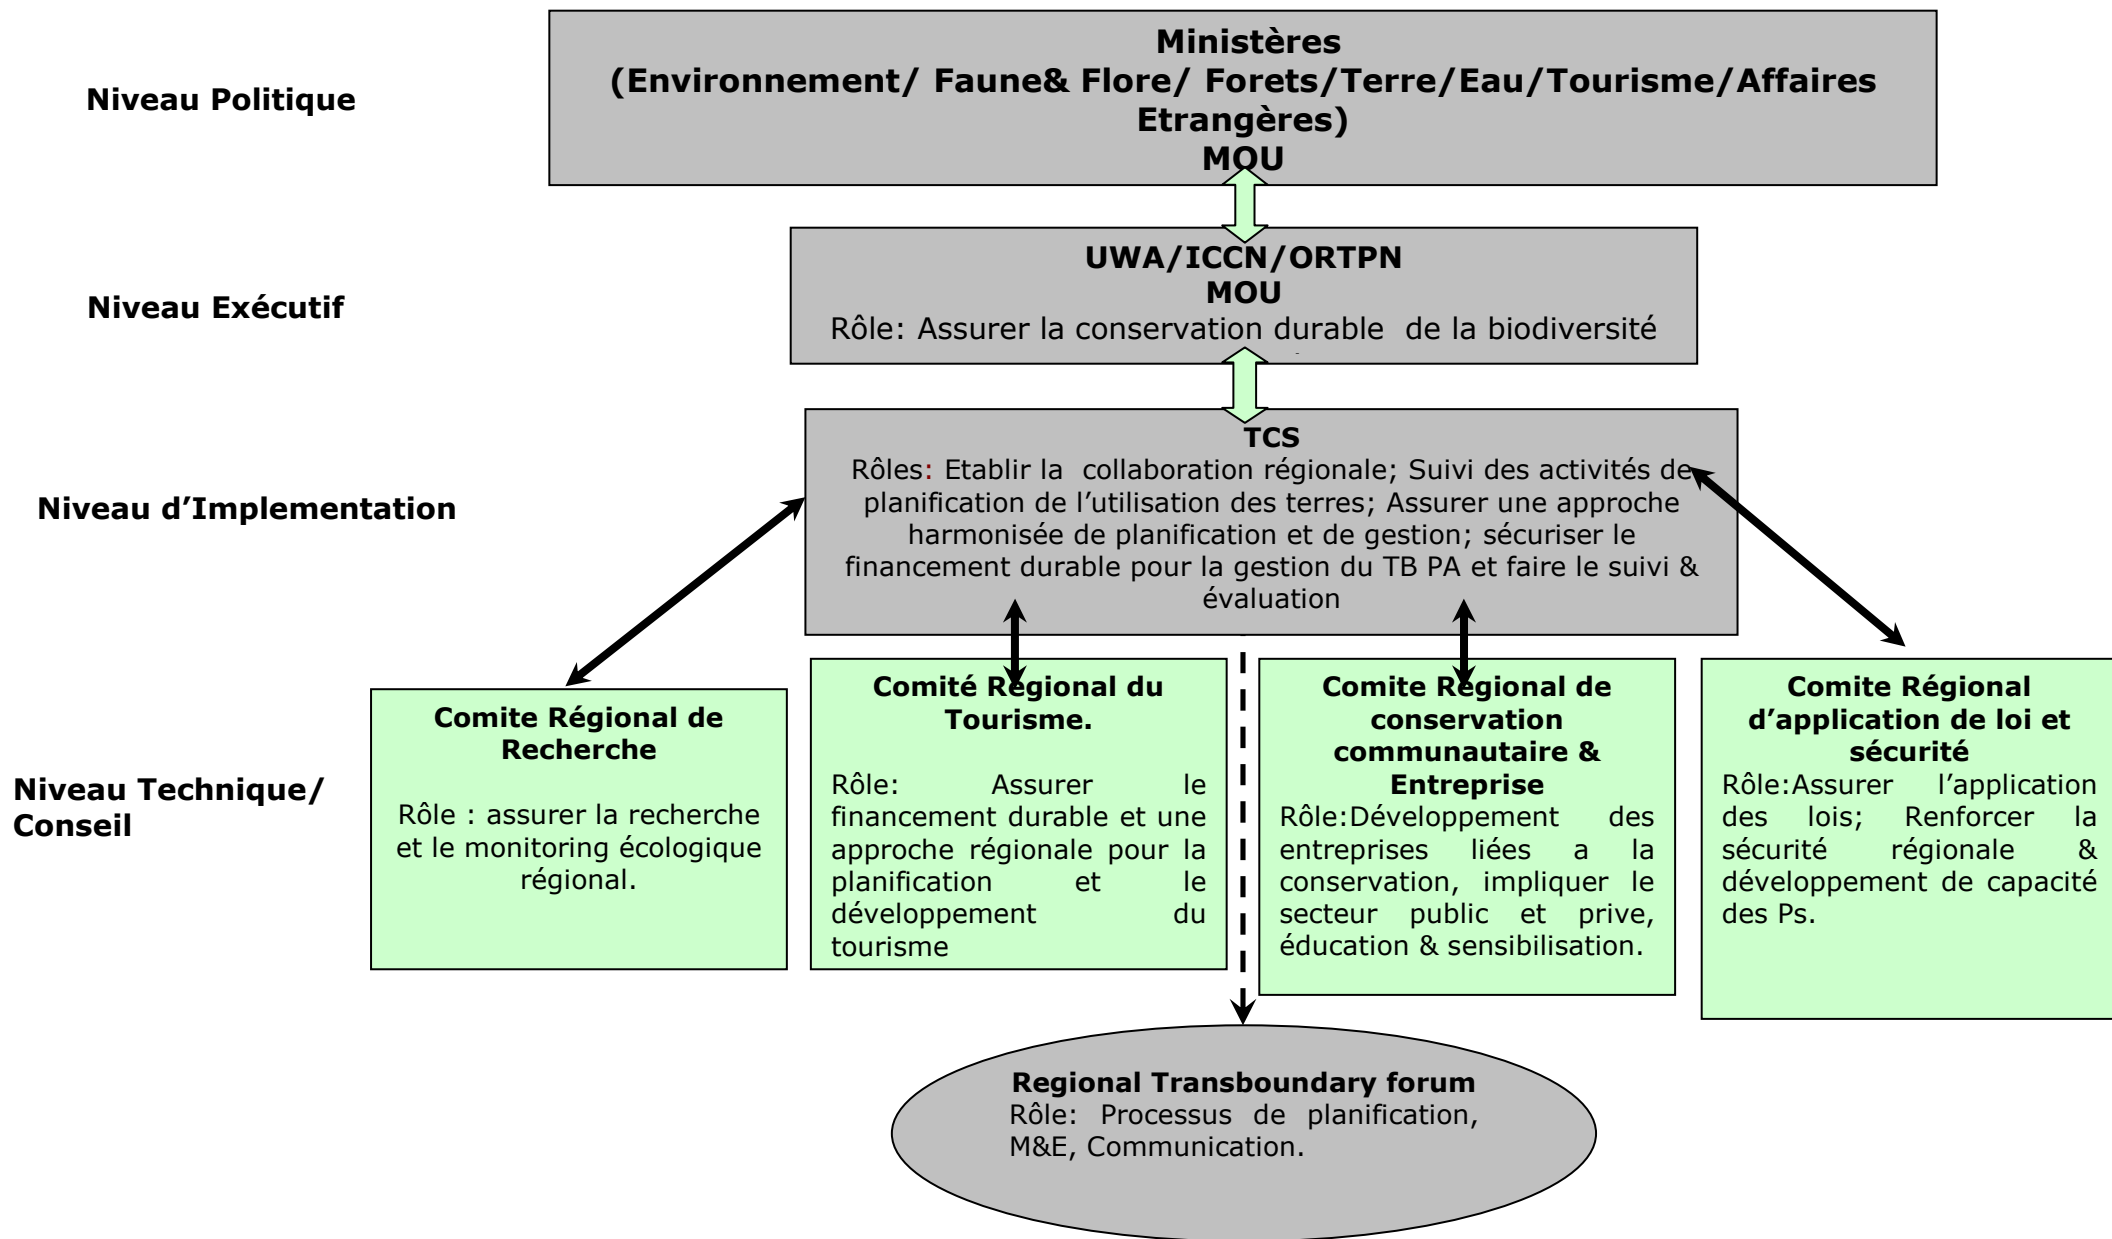 Niveau Politique
Ministères
(Environnement/ Faune& Flore/ Forets/Terre/Eau/Tourisme/Affaires
Etrangères)
MOU
Niveau Exécutif
UWA/ICCN/ORTPN
MOU
Rôle: Assurer la conservation durable  de la biodiversité
Niveau d’Implementation
TCS
Rôles: Etablir la  collaboration régionale; Suivi des activités de
planification de l’utilisation des terres; Assurer une approche
harmonisée de planification et de gestion; sécuriser le
financement durable pour la gestion du TB PA et faire le suivi &
évaluation
Niveau Technique/
Conseil
Comite Régional de
Recherche
Rôle : assurer la recherche
et le monitoring écologique
régional.
Comité Régional du
Tourisme.
Rôle: Assurer le
financement durable et une
approche régionale pour la
planification et le
développement du
tourisme
Comite Régional de
conservation
communautaire &
Entreprise
Rôle:Développement des
entreprises liées a la
conservation, impliquer le
secteur public et prive,
éducation & sensibilisation.
Comite Régional
d’application de loi et
sécurité
Rôle:Assurer l’application
des lois; Renforcer la
sécurité régionale &
développement de capacité
des Ps.
Regional Transboundary forum
Rôle: Processus de planification,
M&E, Communication.